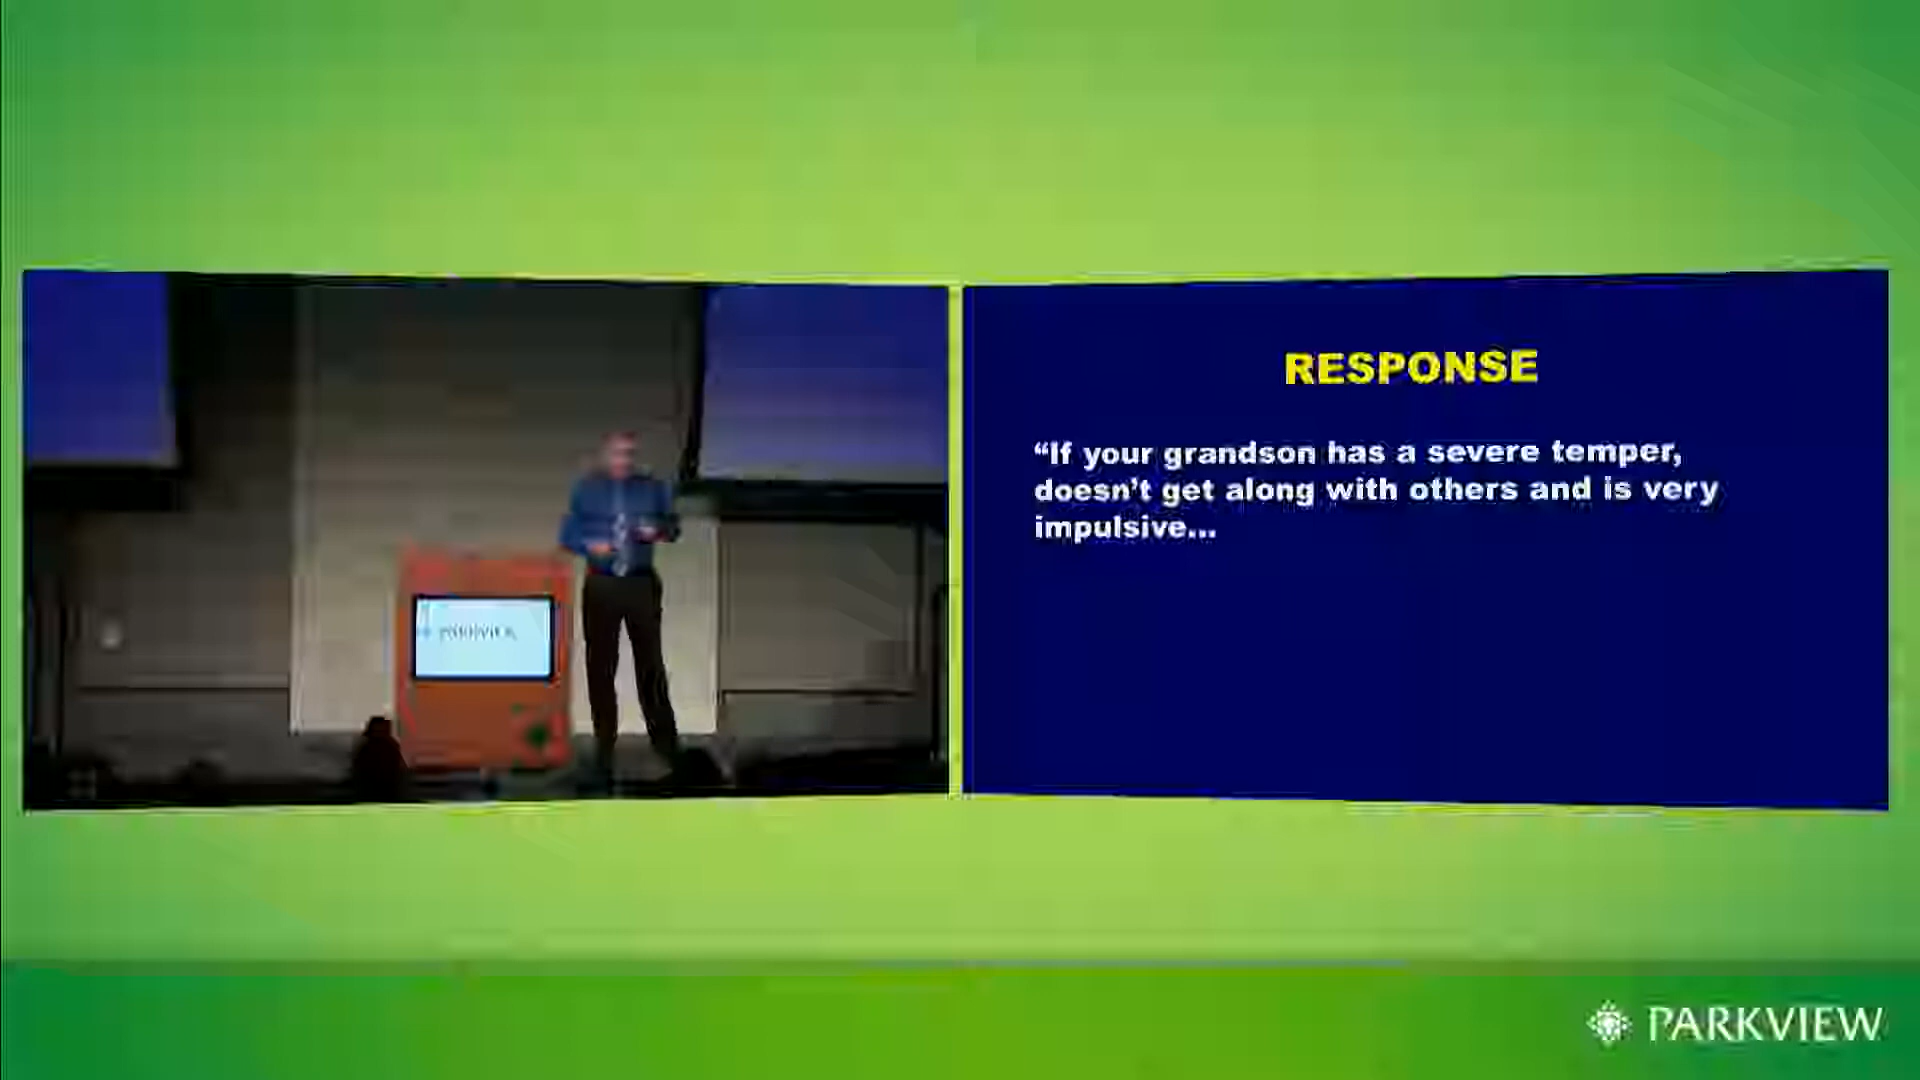 RESPONSE
“If your grandson has a severe temper,
doesn’t get along with others and is very
impulsive...
PARKVIEW